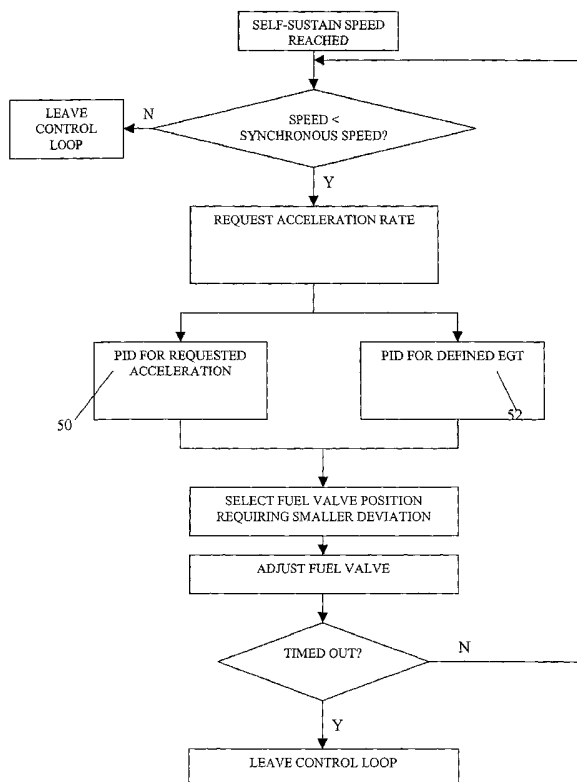 SELF-SUSTAIN SPEED
REACHED
LEAVE
CONTROL
LOOP
N
SPEED <
SYNCHRONOUS SPEED?
Y
REQUEST ACCELERATION RATE
PID FOR REQUESTED
ACCELERATION
PID FOR DEFINED EGT
50
52
SELECT FUEL VALVE POSITION
REQUIRING SMALLER DEVIATION
ADJUST FUEL VALVE
TIMED OUT?
N
Y
LEAVE CONTROL LOOP